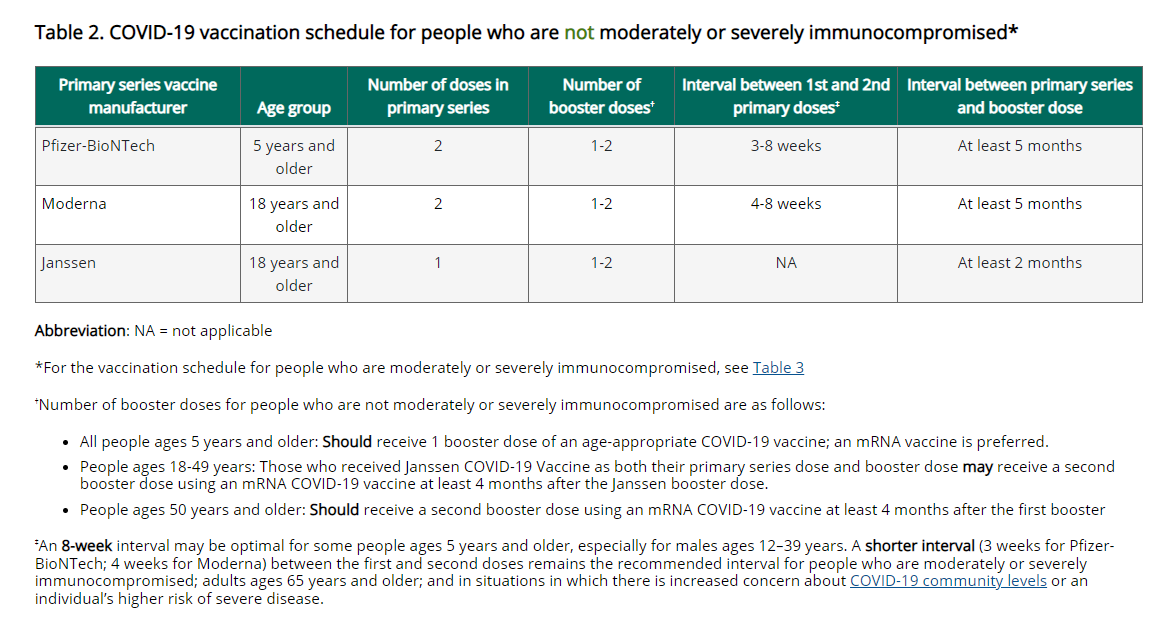 Table 2. COVID-19 vaccination schedule for people who are not moderately or severely immunocompromised*
Primary series vaccine manufacturer	Age group	Number of doses in primary series	Number of booster doses†	Interval between 1st and 2nd primary doses‡	Interval between primary series and booster dose
Pfizer-BioNTech	5 years and older	2	1-2	3-8 weeks	At least 5 months
Moderna	18 years and older	2	1-2	4-8 weeks	At least 5 months
Janssen	18 years and older	1	1-2	NA	At least 2 months
Abbreviation: NA = not applicable
*For the vaccination schedule for people who are moderately or severely immunocompromised, see Table 3
†Number of booster doses for people who are not moderately or severely immunocompromised are as follows:
• All people ages 5 years and older: Should receive 1 booster dose of an age-appropriate COVID-19 vaccine; an mRNA vaccine is preferred.
• People ages 18-49 years: Those who received Janssen COVID-19 Vaccine as both their primary series dose and booster dose may receive a second
booster dose using an mRNA COVID-19 vaccine at least 4 months after the Janssen booster dose.
• People ages 50 years and older: Should receive a second booster dose using an mRNA COVID-19 vaccine at least 4 months after the first booster
‡An 8-week interval may be optimal for some people ages 5 years and older, especially for males ages 12–39 years. A shorter interval (3 weeks for Pfizer-
BioNTech; 4 weeks for Moderna) between the first and second doses remains the recommended interval for people who are moderately or severely
immunocompromised; adults ages 65 years and older; and in situations in which there is increased concern about COVID-19 community levels or an
individual's higher risk of severe disease.